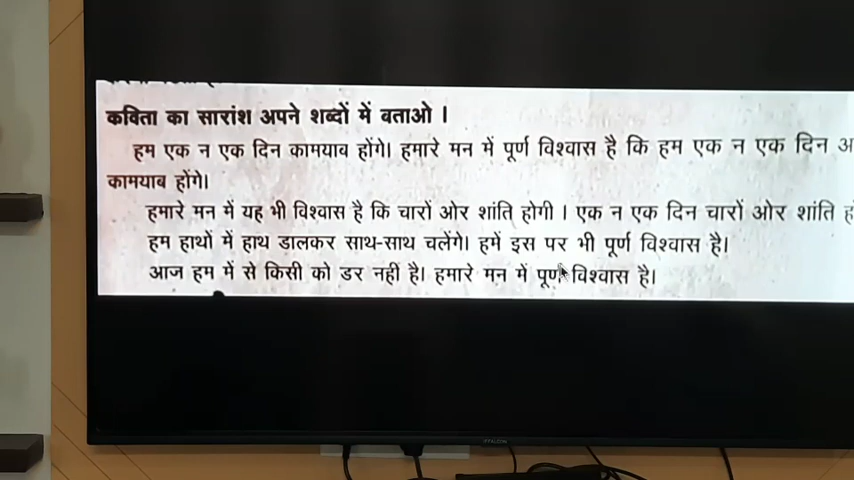 कविता का सारांश अपने शब्दों में बताओ ।
हम एक न एक दिन कामयाब होंगे। हमारे मन में पूर्ण विश्वास है कि हम एक न एक दिन
कामयाब होंगे।
हमारे मन में यह भी विश्वास है कि चारों ओर शांति होगी । एक न एक दिन चारों ओर शांति
हम हाथों में हाथ डालकर साथ-साथ चलेंगे। हमें इस पर भी पूर्ण विश्वास है।
आज हम में से किसी को डर नहीं है। हमारे मन में पूर्ण विश्वास है।